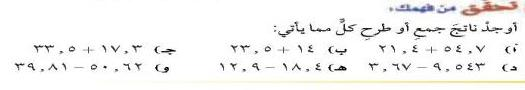 تحقق من فهمك:
أوجد ناتج جمع أو طرح كلٍّ مما يأتي:
أ) ٥٤,٧ + ٢١,٤ ب) ١٤ + ٢٣,٥ ج) ١٧,٣ + ٣٣,٥
د) ٩,٥٤٣ − ٣,٦٧ هـ) ١٨,٤ − ١٢,٩ و) ٥٠,٦٢ − ٣٩,٨١